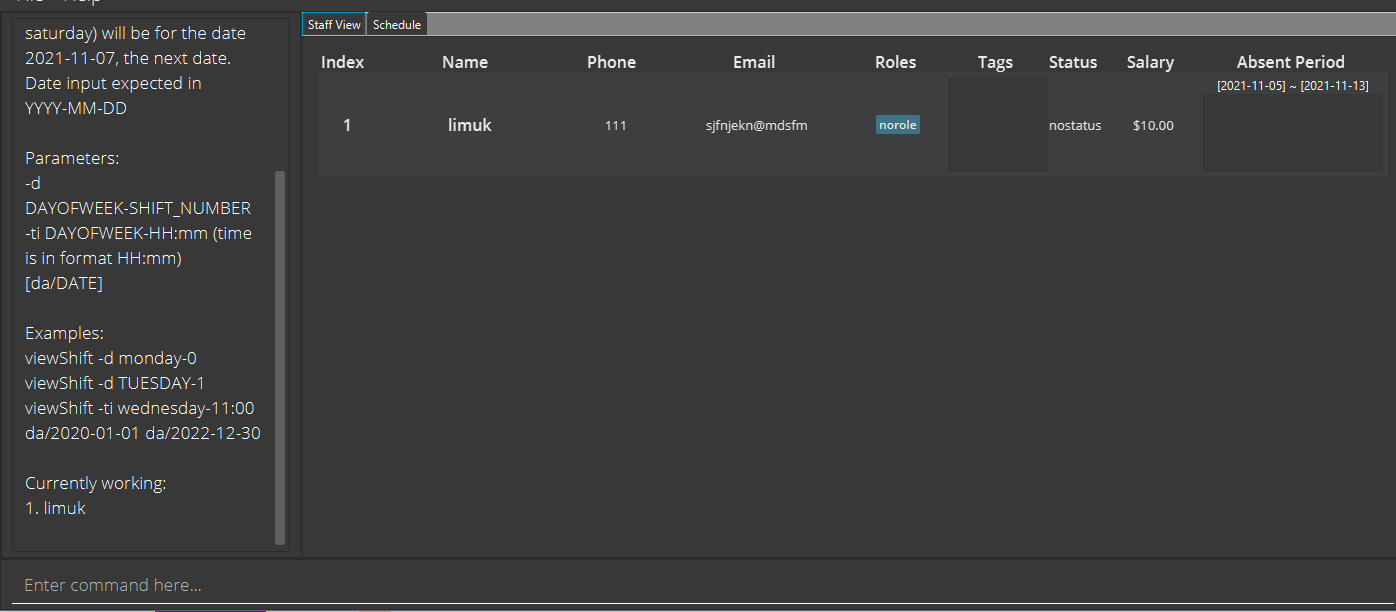 File Help
saturday) will be for the date
2021-11-07, the next date.
Date input expected in
YYYY-MM-DD
Parameters:
-d
DAYOFWEEK-SHIFT_NUMBER
-ti DAYOFWEEK-HH:mm (time
is in format HH:mm)
[da/DATE]
Examples:
viewShift -d monday-0
viewShift -d TUESDAY-1
viewShift -ti wednesday-11:00
da/2020-01-01 da/2022-12-30
Currently working:
1. limuk
Staff View Schedule
Index Name Phone Email Roles Tags Status Salary Absent Period
[2021-11-05] ~ [2021-11-13]
1 limuk 111 sjfnjekn@mdsfm norole nostatus $10.00
Enter command here...